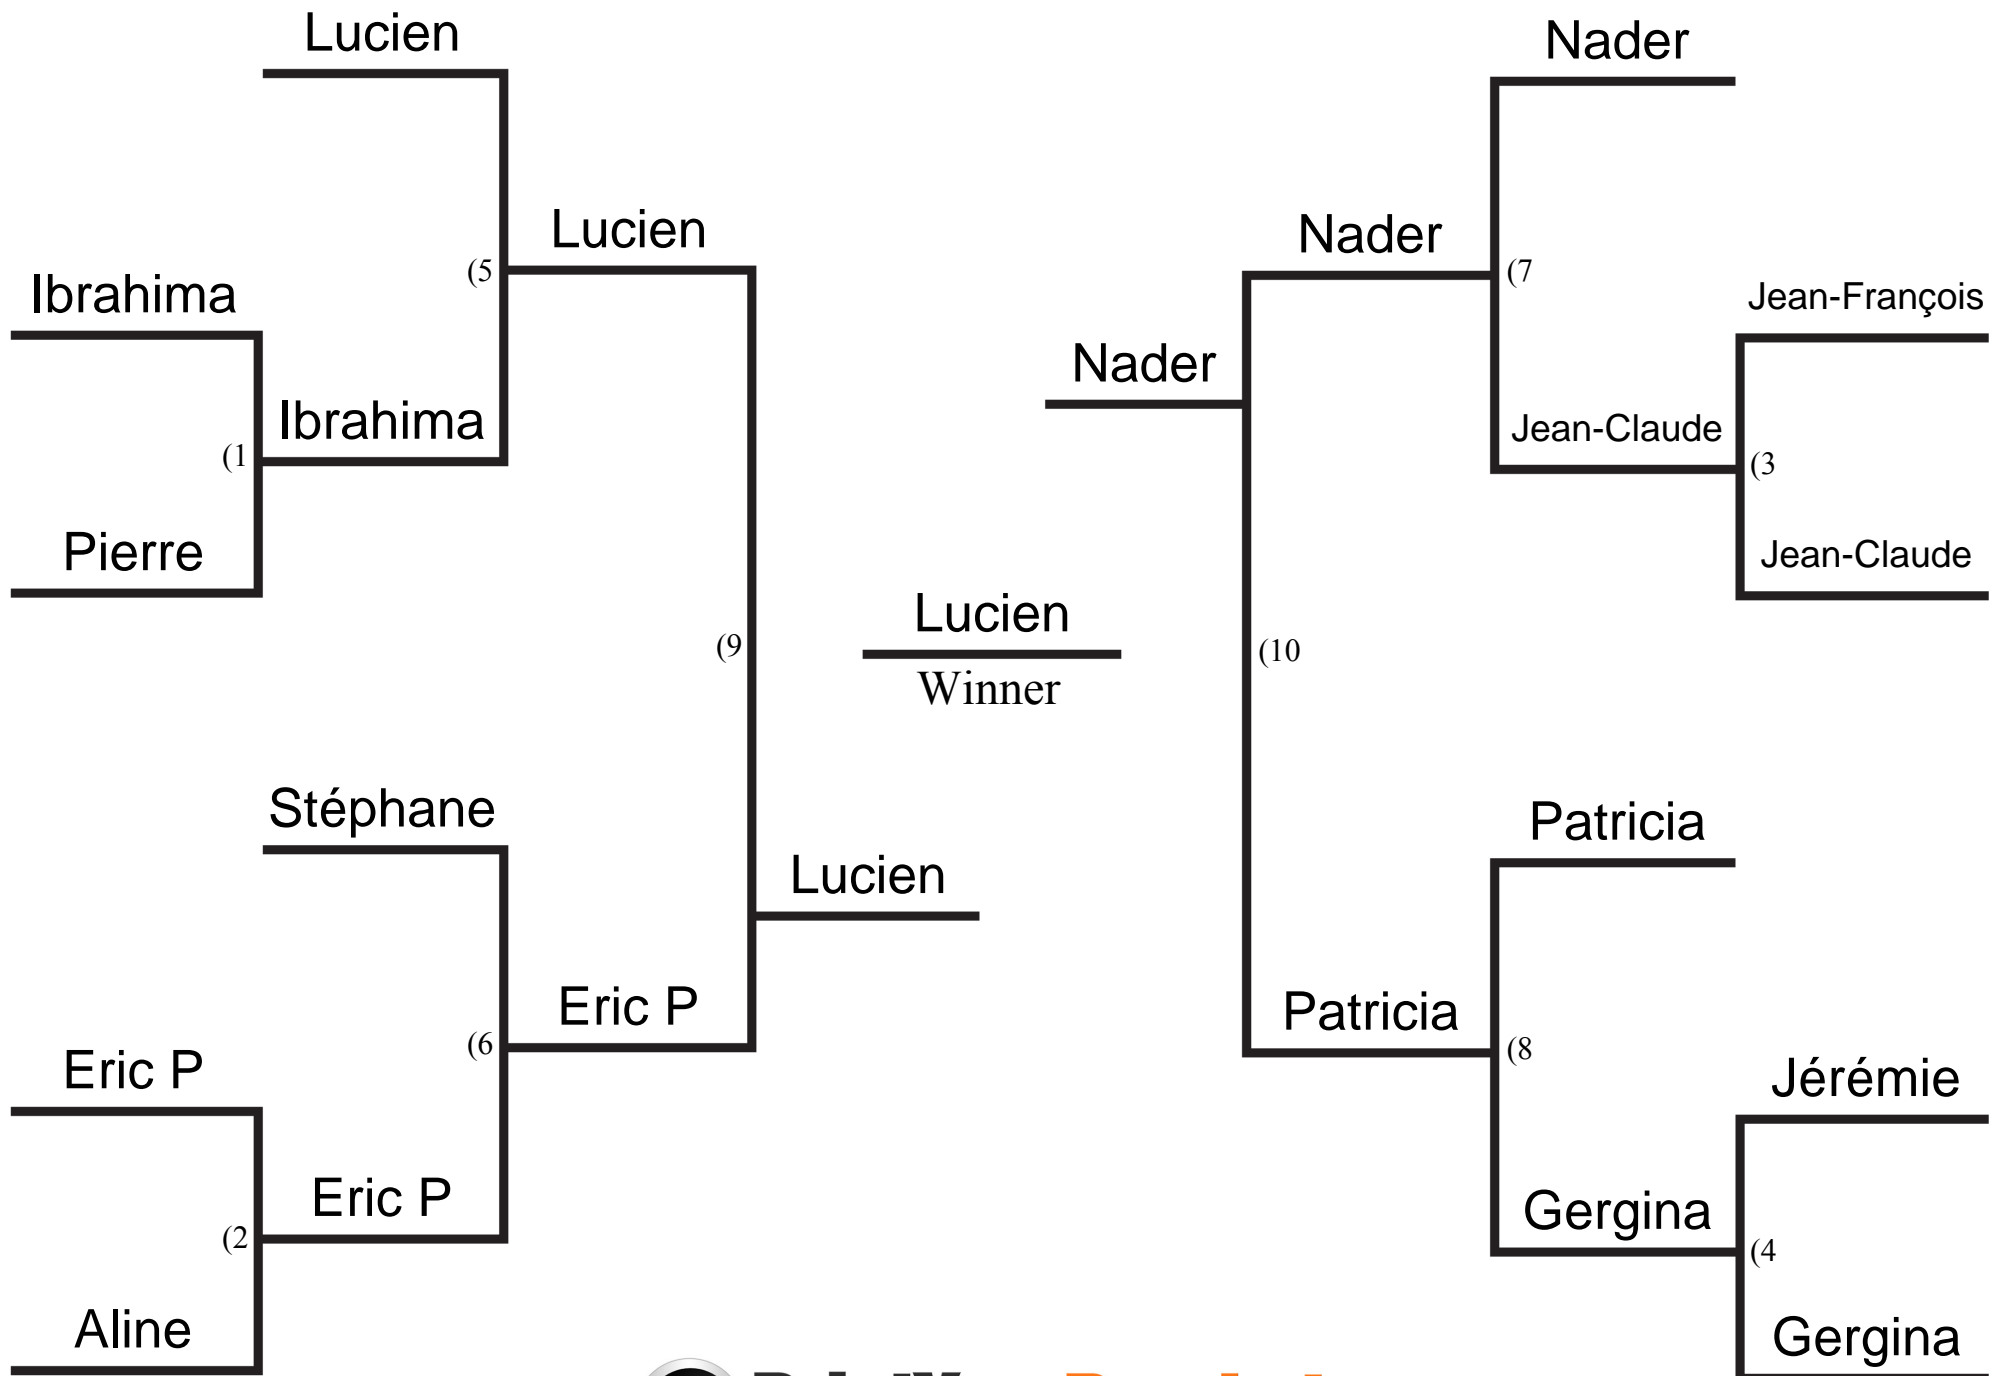 Lucien
Nader
Lucien
Nader
(5
(7
Ibrahima
Jean-François
Nader
Ibrahima
Jean-Claude
(1
(3
Pierre
Jean-Claude
Lucien
(9
(10
Winner
Stéphane
Patricia
Lucien
Eric P
Patricia
(6
(8
Eric P
Jérémie
Eric P
Gergina
(2
(4
Aline
Gergina